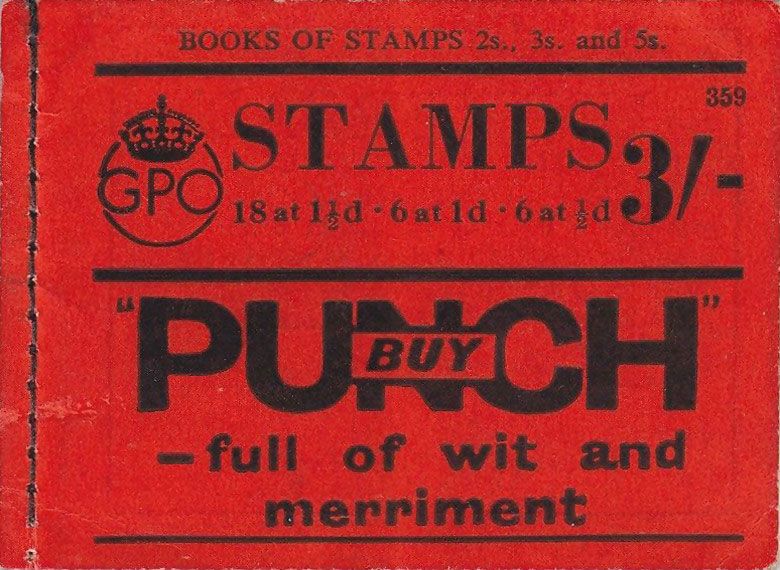 BOOKS OF STAMPS 2s., 3s. and 5s.
359
STAMPS 3/-
GPO
18 at 1½d · 6 at 1d · 6 at ½d
"PUNCH"
BUY
—full of wit and
merriment